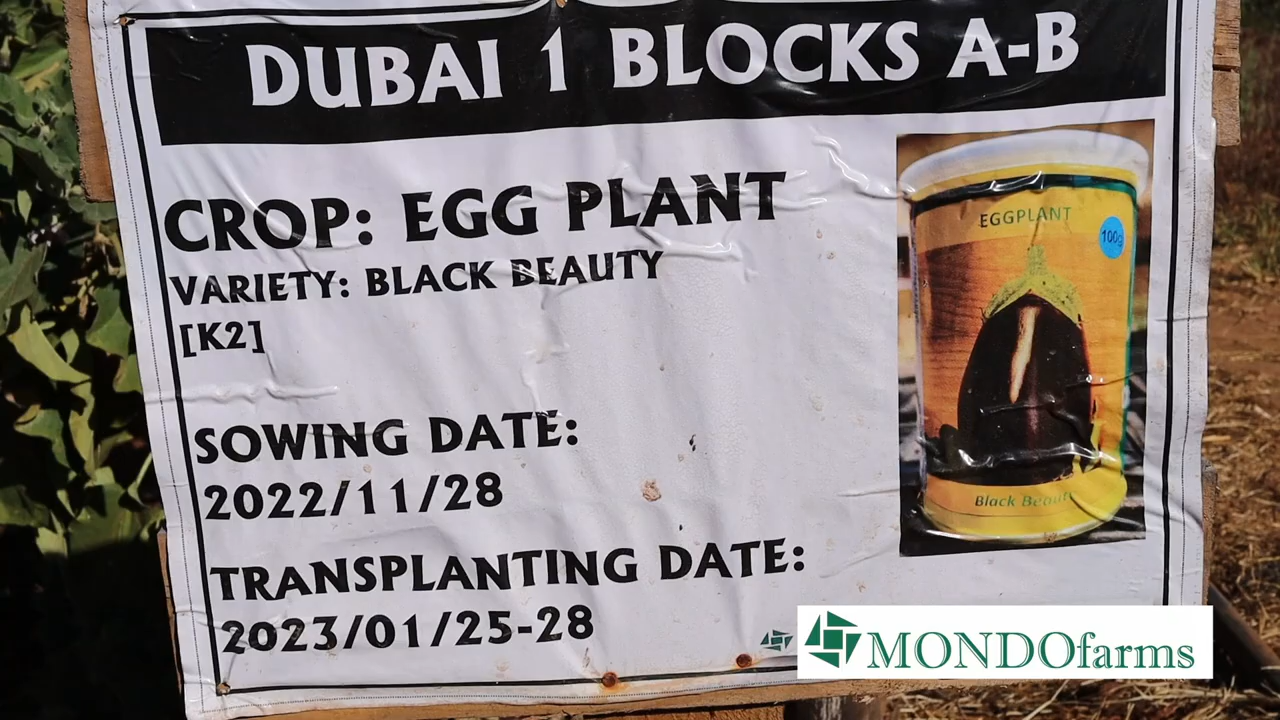 DUBAI 1 BLOCKS A-B
CROP: EGG PLANT
VARIETY: BLACK BEAUTY
[K2]
SOWING DATE:
2022/11/28
TRANSPLANTING DATE:
2023/01/25-28
EGGPLANT
100g
Black Beauty
MONDOfarms